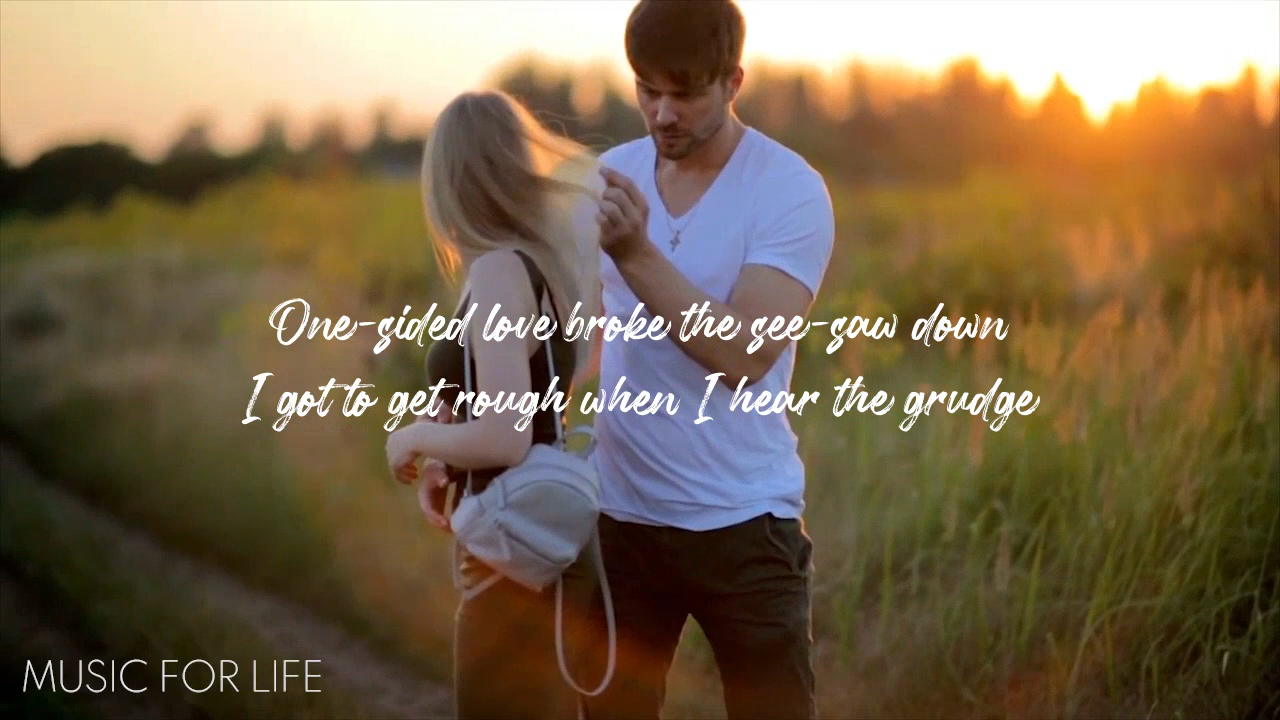 One-sided love broke the see-saw down
I got to get rough when I hear the grudge
MUSIC FOR LIFE